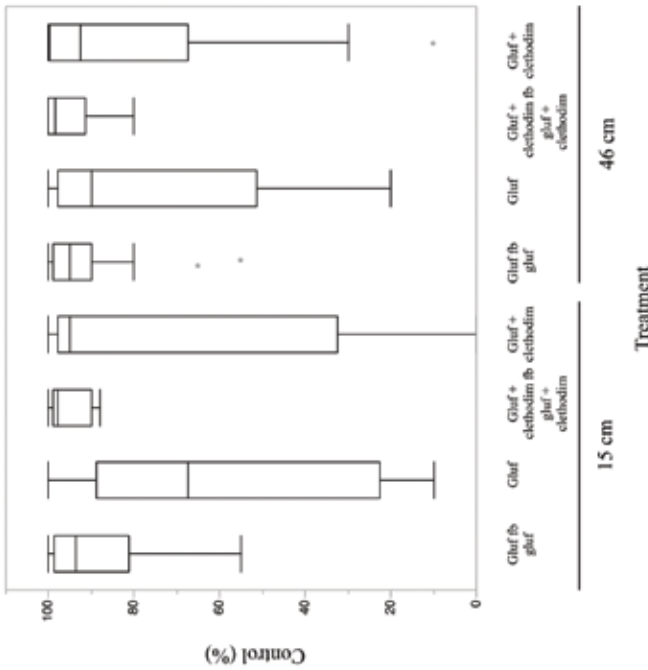 Control (%)
100
80
60
40
20
0
Gluf fb
gluf
Gluf
Gluf +
clethodim fb
gluf +
clethodim
Gluf +
clethodim
Gluf fb
gluf
Gluf
Gluf +
clethodim fb
gluf +
clethodim
Gluf +
clethodim
15 cm
46 cm
Treatment